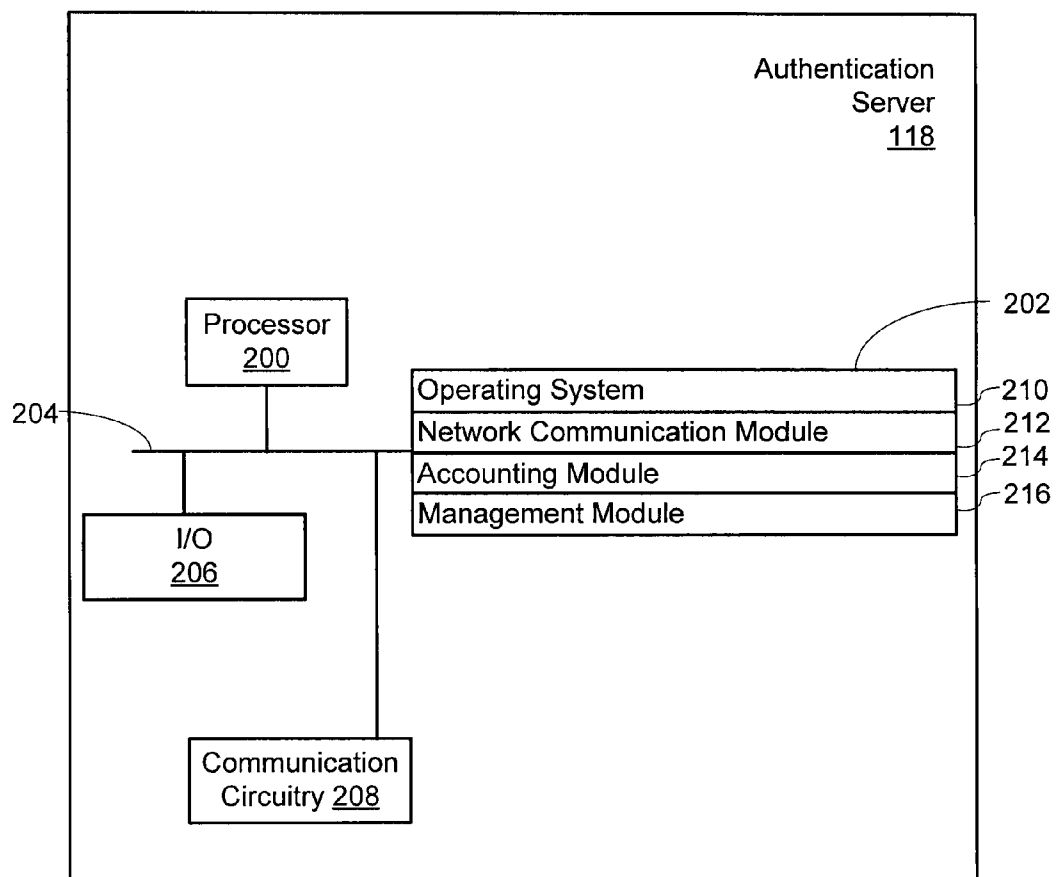 Authentication
Server
118
202
Processor
200
Operating System
210
204
Network Communication Module
212
Accounting Module
214
Management Module
216
I/O
206
Communication
Circuitry 208